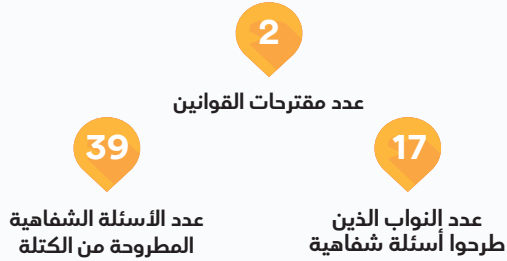 2
عدد مقترحات القوانين
17
عدد النواب الذين
طرحوا أسئلة شفاهية
39
عدد الأسئلة الشفاهية
المطروحة من الكتلة